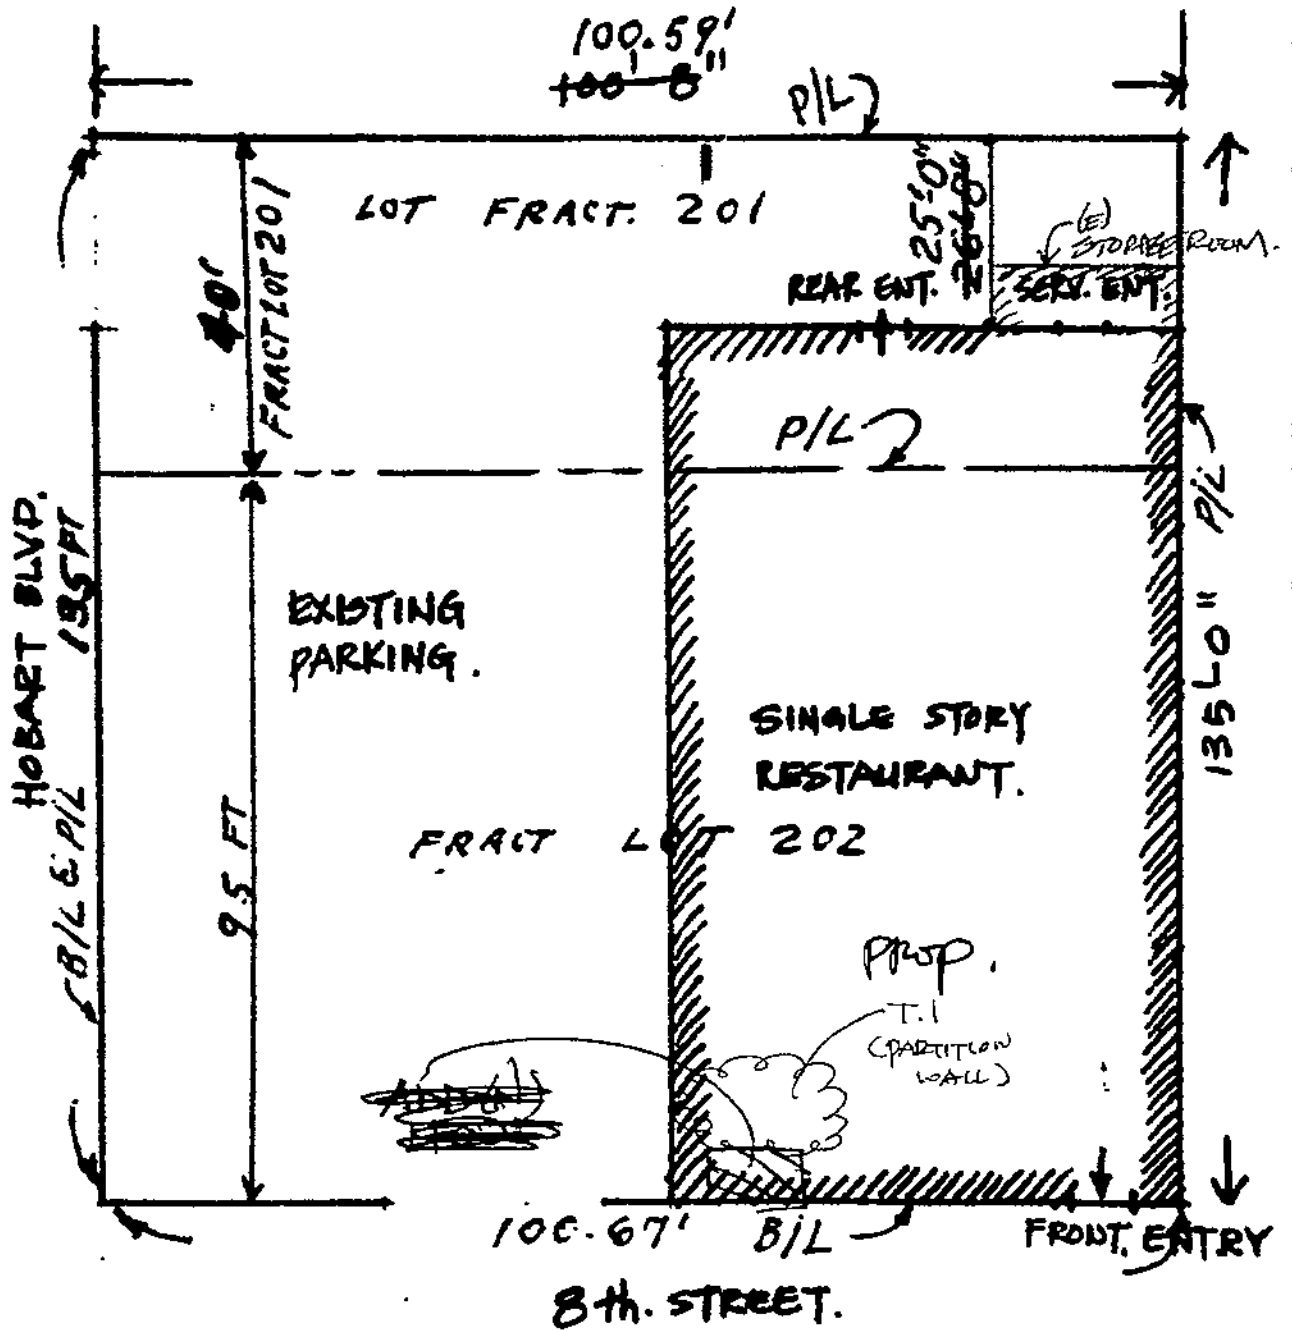 100.59'
100' 8"
P/L
LOT FRACT. 201
40'
FRACT LOT 201
25'-0"
(E)
STORAGE ROOM.
REAR ENT.
SERV. ENT.
P/L
P/L
HOBART BLVD.
135 FT
EXISTING
PARKING.
135'-0"
SINGLE STORY
RESTAURANT.
FRACT LOT 202
95 FT
B/L & P/L
PROP.
T.I
(PARTITION
WALL)
100.67'
B/L
FRONT. ENTRY
8th. STREET.